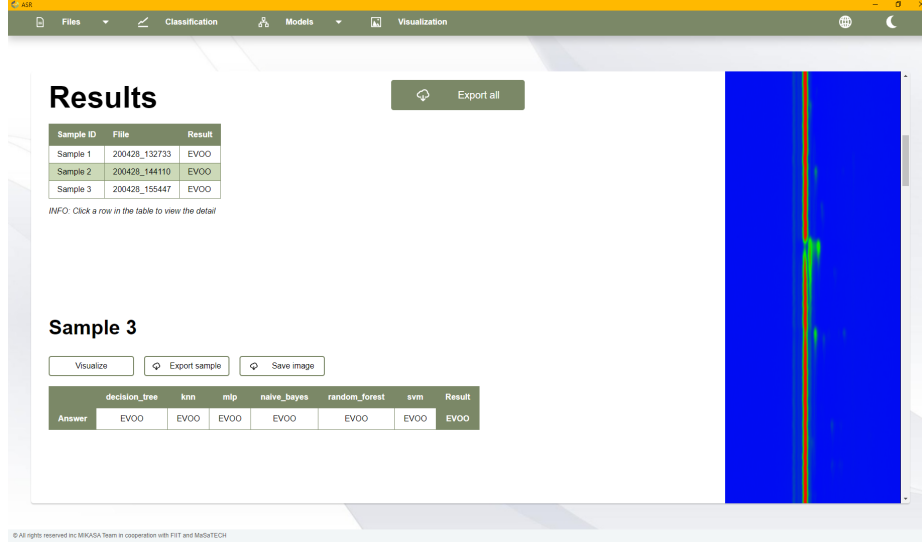 ASR
Files Classification Models Visualization
Results
Export all
Sample ID Flile Result
Sample 1 200428_132733 EVOO
Sample 2 200428_144110 EVOO
Sample 3 200428_155447 EVOO
INFO: Click a row in the table to view the detail
Sample 3
Visualize Export sample Save image
decision_tree knn mlp naive_bayes random_forest svm Result
Answer EVOO EVOO EVOO EVOO EVOO EVOO EVOO
© All rights reserved inc MIKASA Team in cooperation with FIIT and MaSaTECH